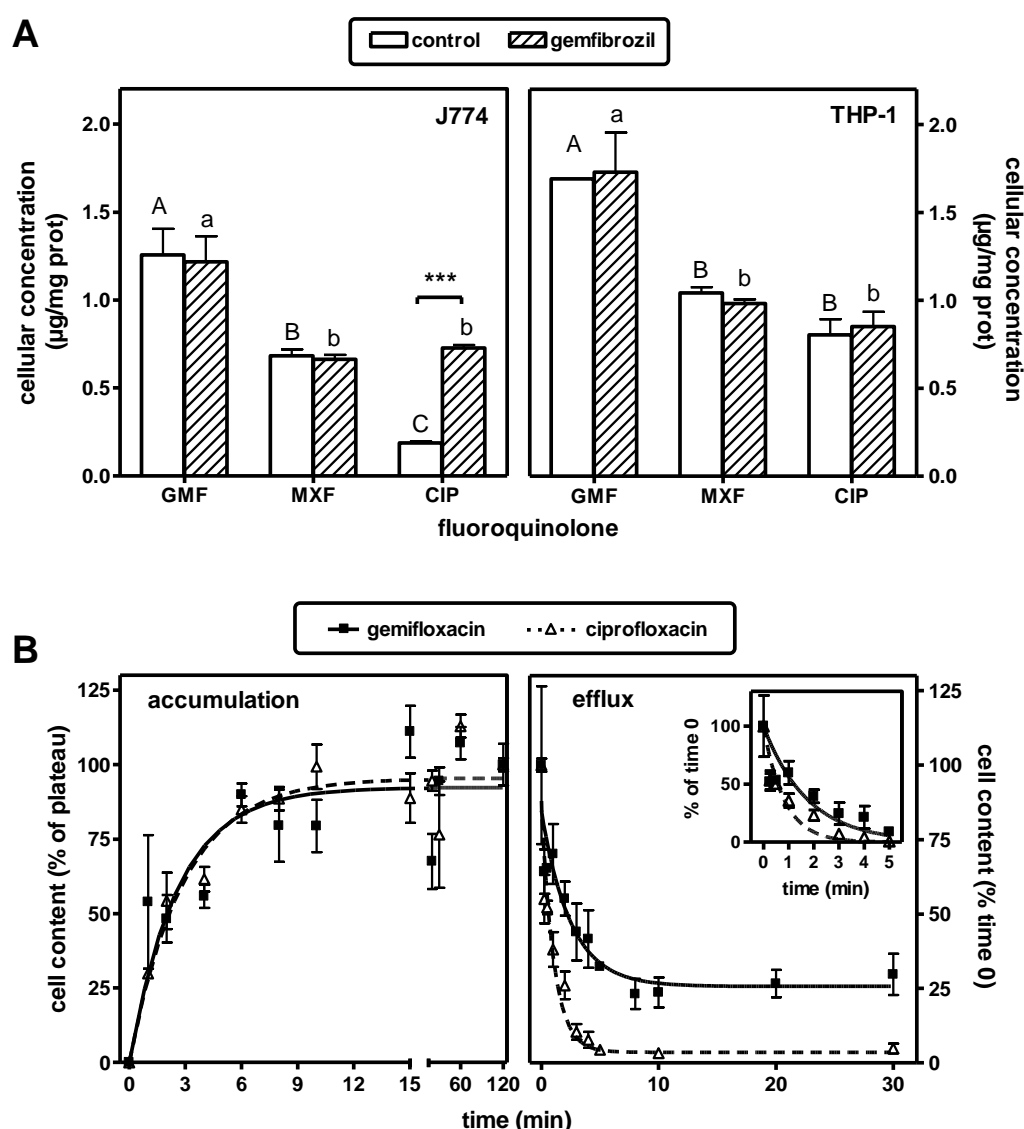 A
control gemfibrozil
J774
THP-1
cellular concentration
(µg/mg prot)
2.0
1.5
1.0
0.5
0.0
A
a
B
b
C
***
b
GMF MXF CIP
A
a
B
b
B
b
GMF MXF CIP
2.0
1.5
1.0
0.5
0.0
cellular concentration
(µg/mg prot)
fluoroquinolone
gemifloxacin ciprofloxacin
B
accumulation
cell content (% of plateau)
125
100
75
50
25
0
0 3 6 9 12 15 60 120
efflux
% of time 0
100
50
0
0 1 2 3 4 5
time (min)
0 10 20 30
125
100
75
50
25
0
cell content (% time 0)
time (min)